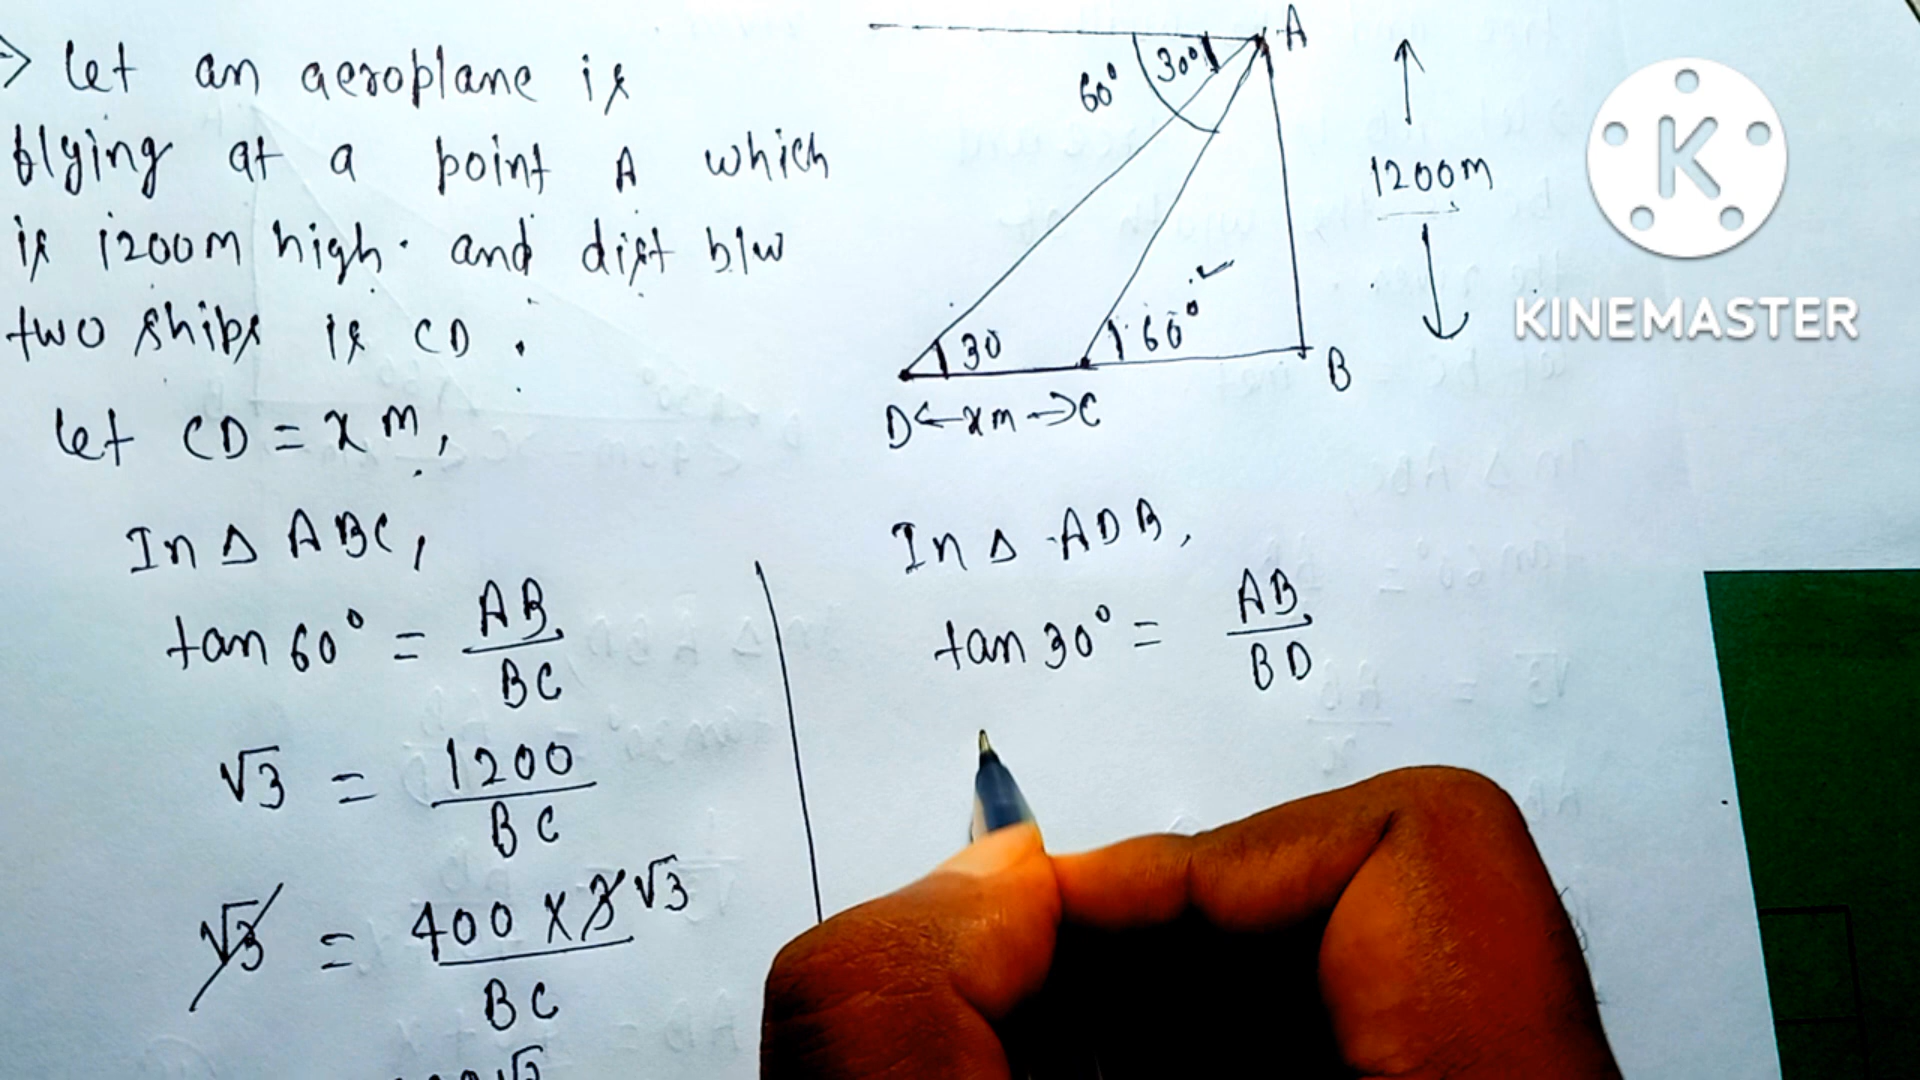 let an aeroplane is
flying at a point A which
is 1200m high. and dist b/w
two ships is CD.
let CD = x m,
In △ ABC,
tan 60° = AB/BC
√3 = 1200/BC
√3 = 400 × 3 √3/BC
A
60° 30°
1200m
30 60°
B
D ← x m → C
In △ ADB,
tan 30° = AB/BD
K
KINEMASTER